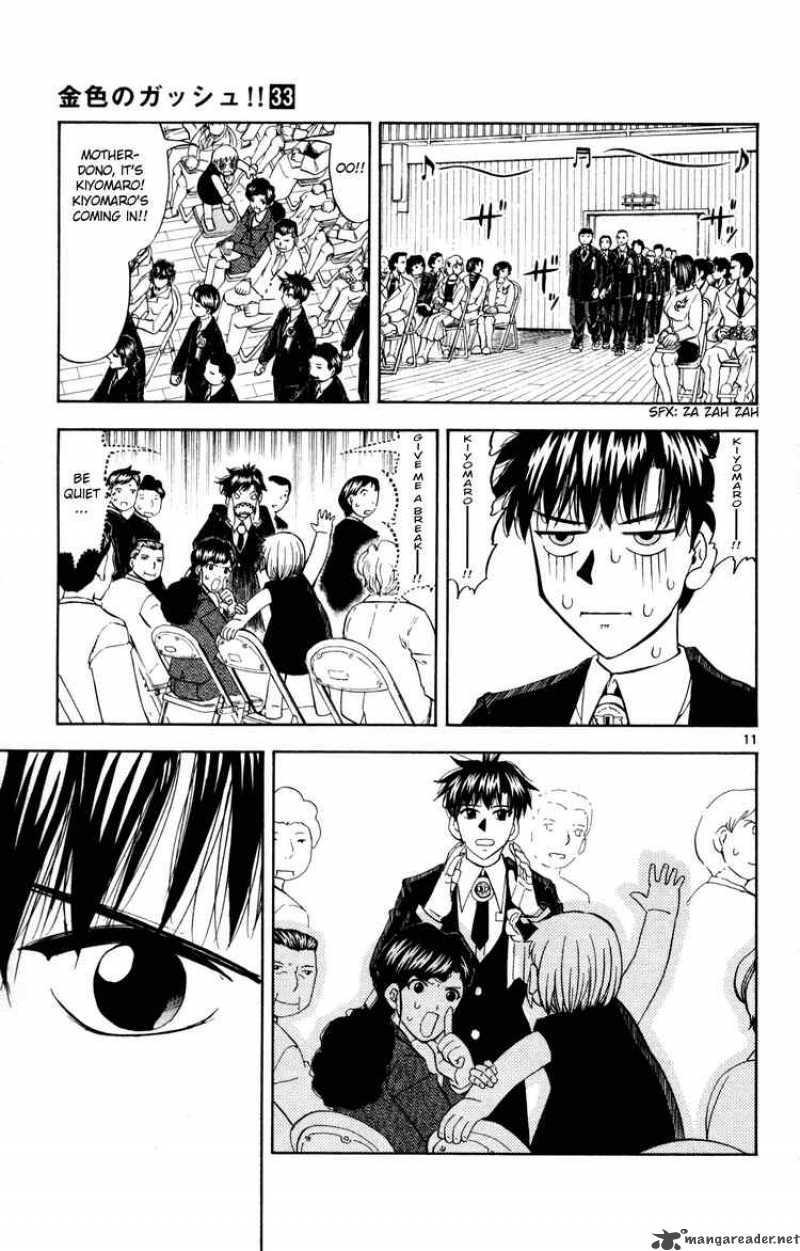 金色のガッシュ!! 33
ザ
ザ
ザ
SFX: ZA ZAH ZAH
OO!!
MOTHER-
DONO, IT'S
KIYOMARO!
KIYOMARO'S
COMING IN!!
KIYOMARO—!!
KIYOMARO—!!
GIVE ME A BREAK—!!
BE
QUIET
...
11
mangareader.net